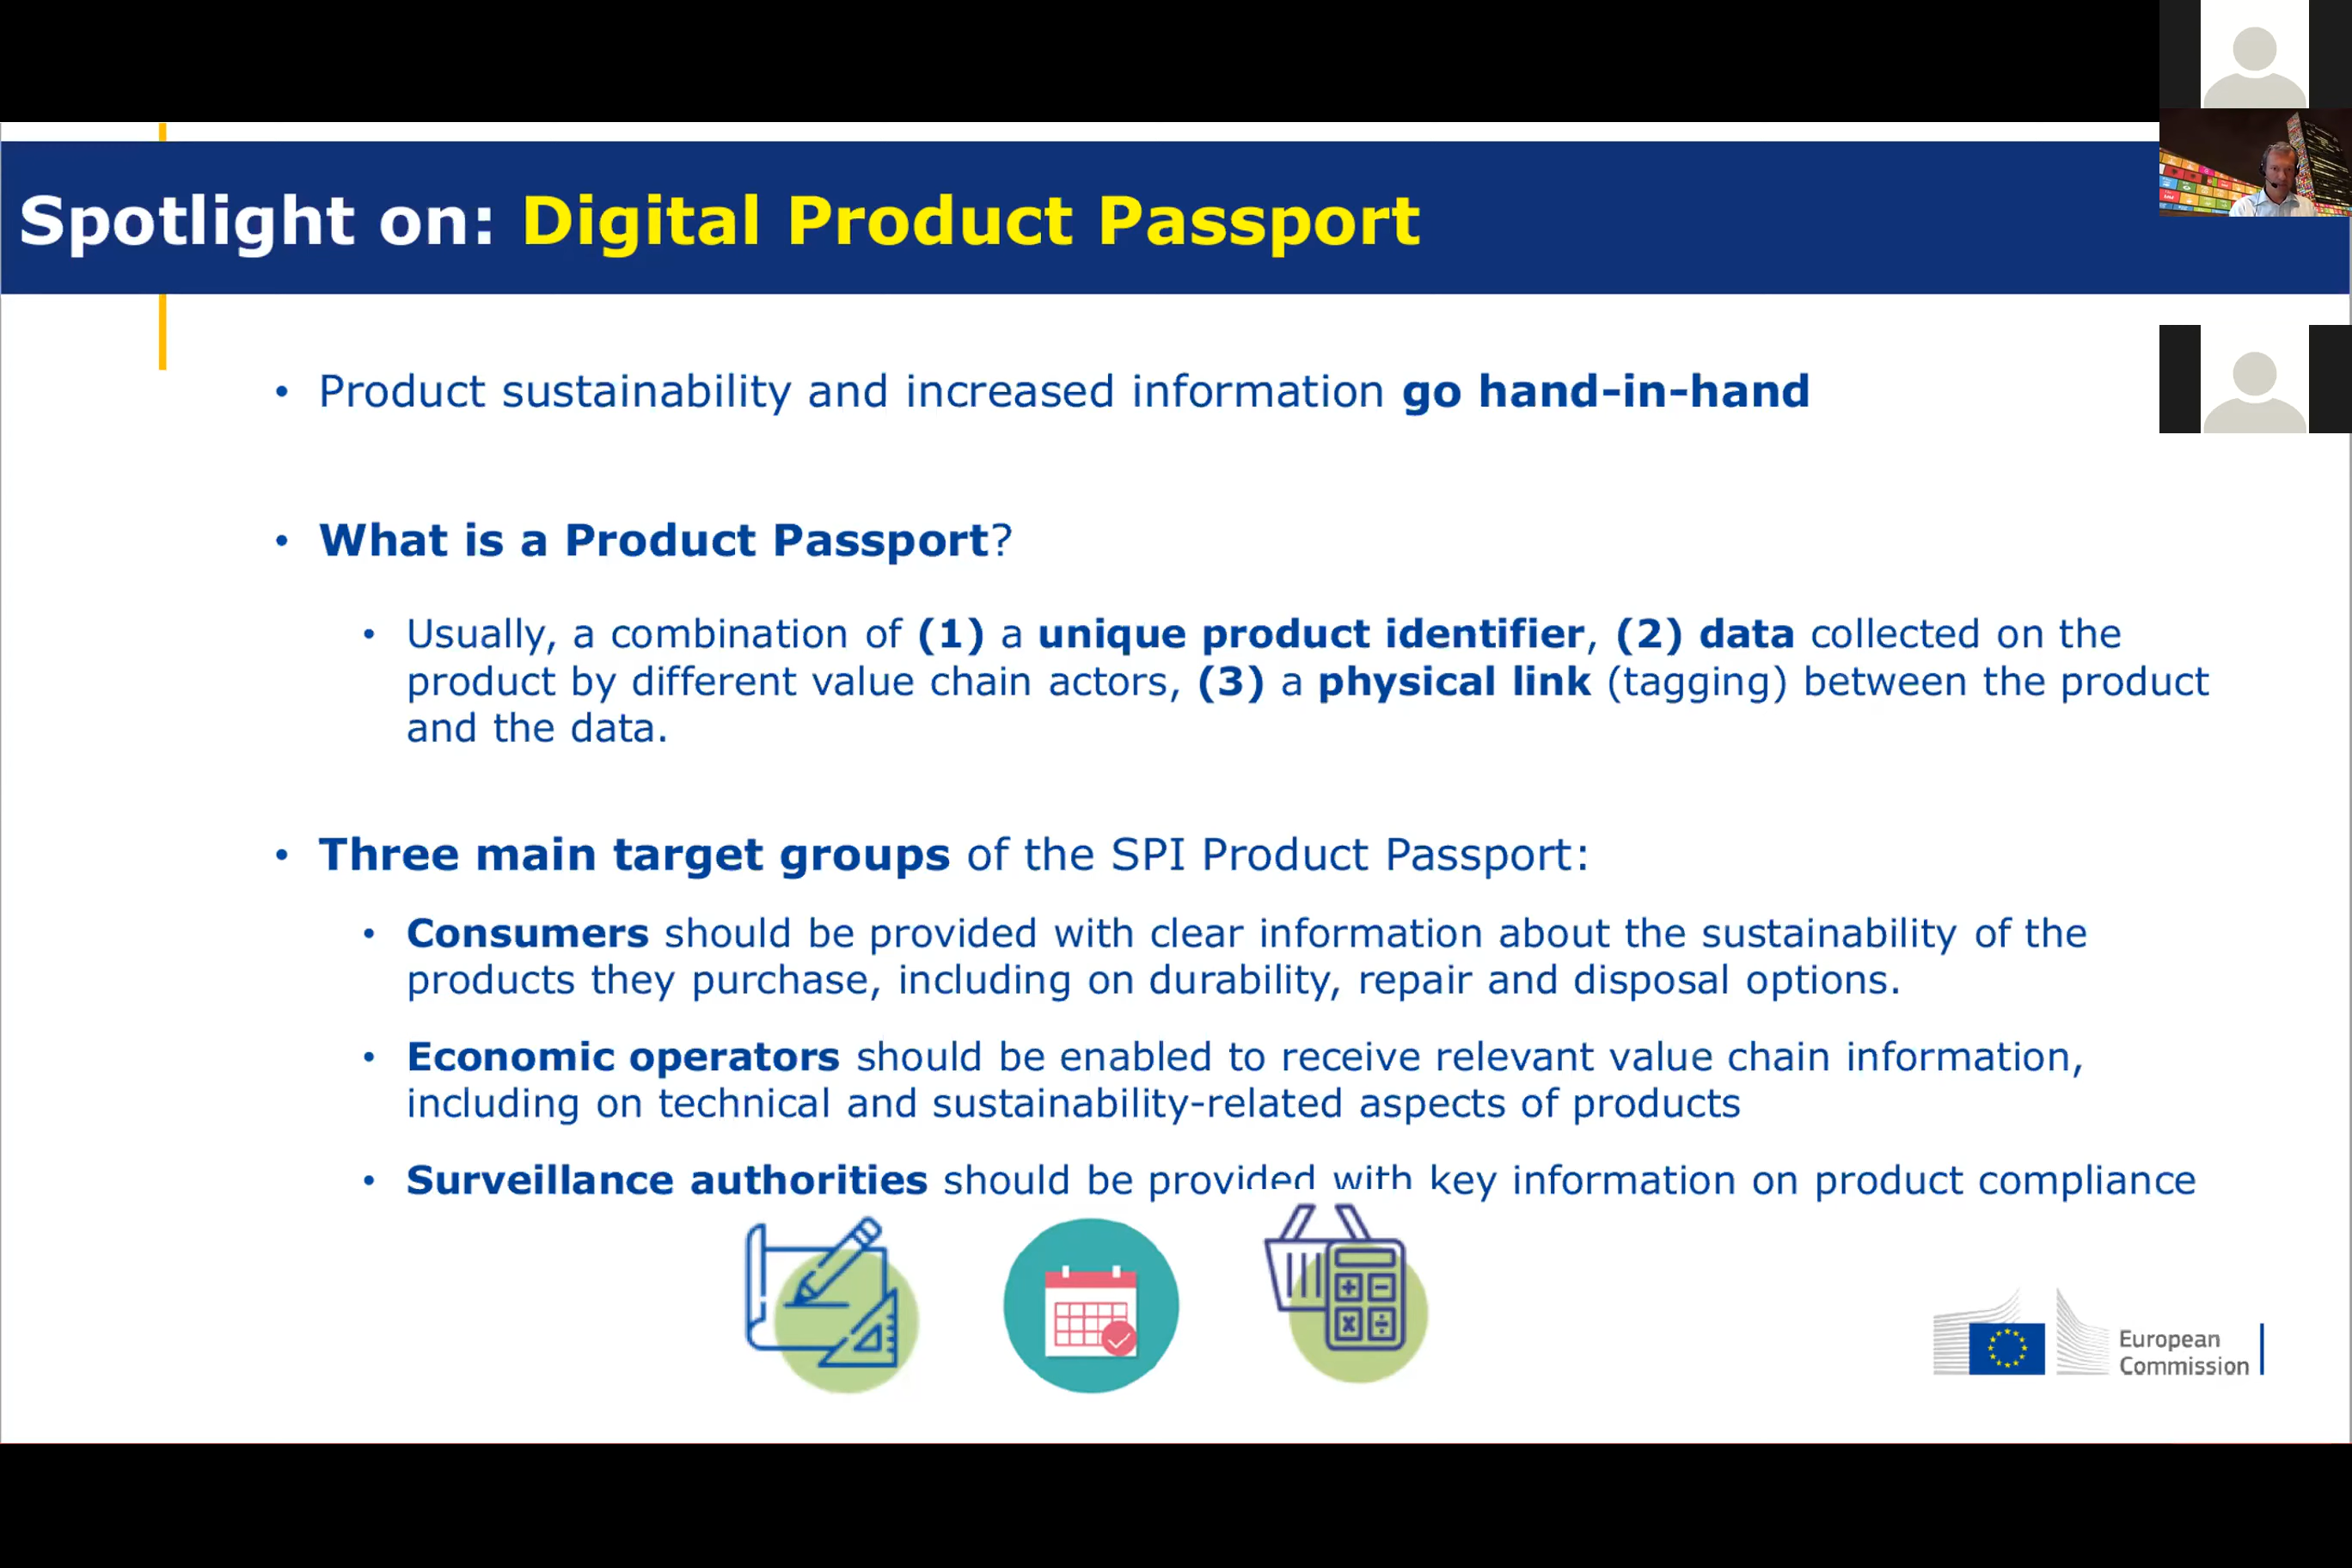 Spotlight on: Digital Product Passport
• Product sustainability and increased information go hand-in-hand
• What is a Product Passport?
• Usually, a combination of (1) a unique product identifier, (2) data collected on the
product by different value chain actors, (3) a physical link (tagging) between the product
and the data.
• Three main target groups of the SPI Product Passport:
• Consumers should be provided with clear information about the sustainability of the
products they purchase, including on durability, repair and disposal options.
• Economic operators should be enabled to receive relevant value chain information,
including on technical and sustainability-related aspects of products
• Surveillance authorities should be provided with key information on product compliance
European
Commission